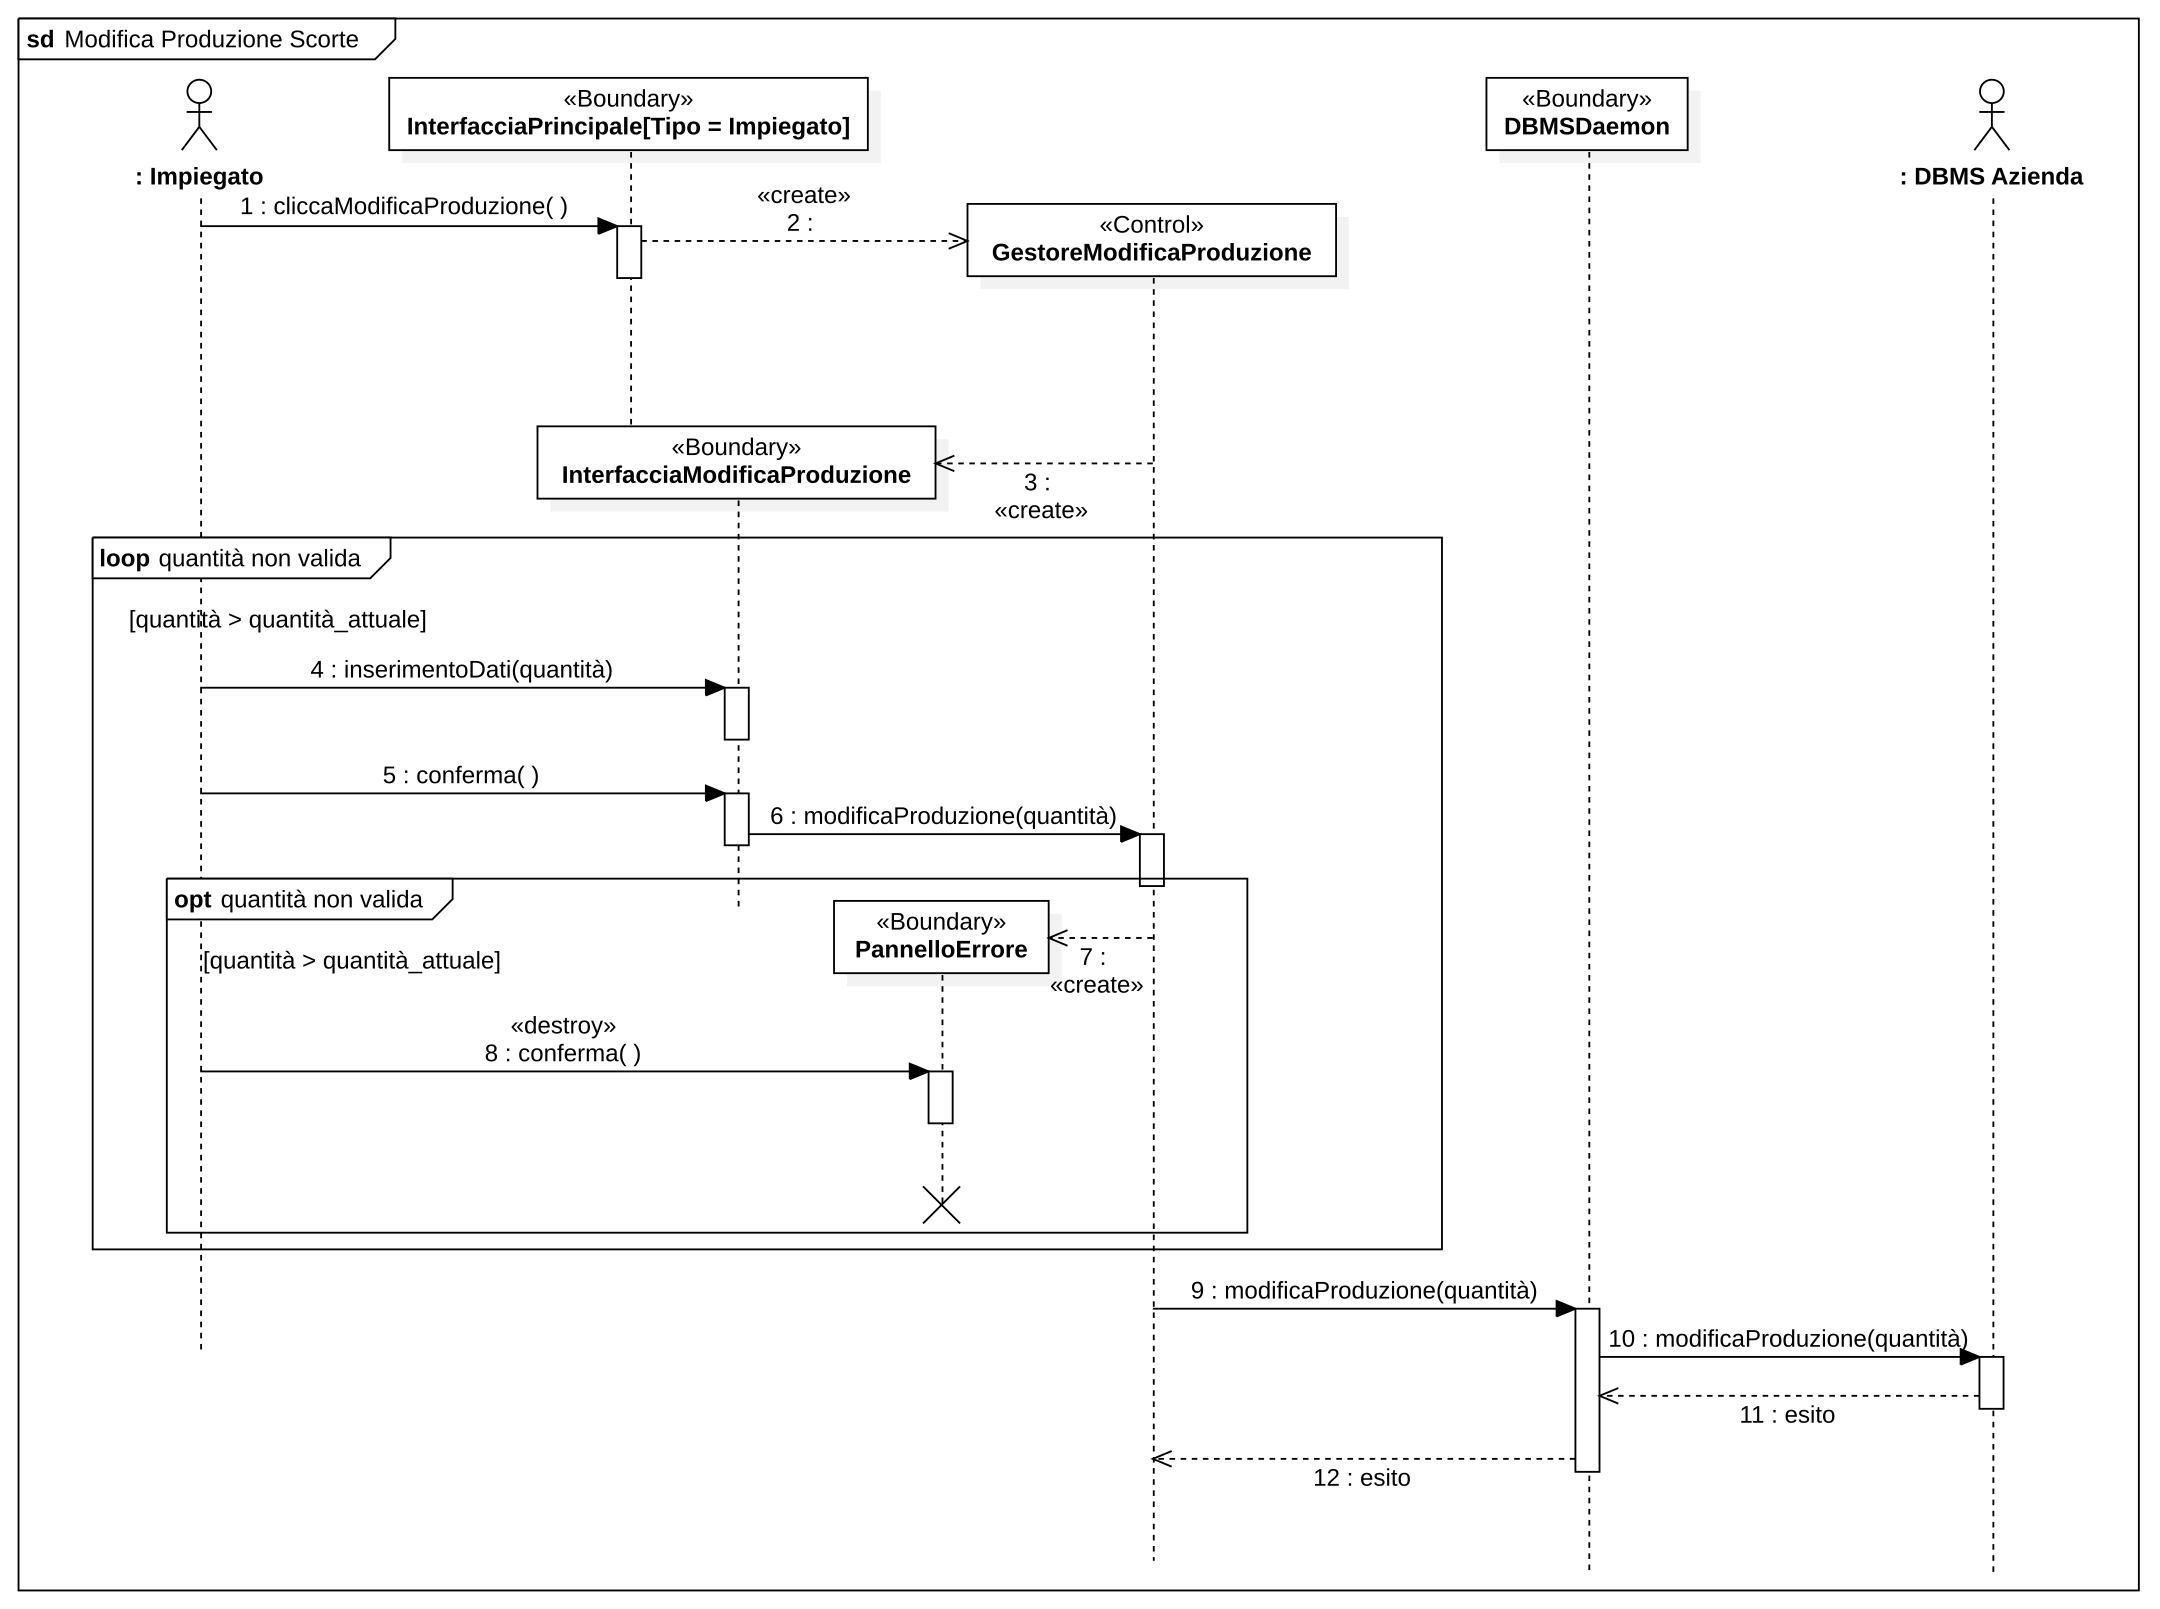 sd Modifica Produzione Scorte
«Boundary»
InterfacciaPrincipale[Tipo = Impiegato]
«Boundary»
DBMSDaemon
: Impiegato
: DBMS Azienda
1 : cliccaModificaProduzione( )
«create»
2 :
«Control»
GestoreModificaProduzione
«Boundary»
InterfacciaModificaProduzione
3 :
«create»
loop quantità non valida
[quantità > quantità_attuale]
4 : inserimentoDati(quantità)
5 : conferma( )
6 : modificaProduzione(quantità)
opt quantità non valida
«Boundary»
PannelloErrore
[quantità > quantità_attuale]
7 :
«create»
«destroy»
8 : conferma( )
9 : modificaProduzione(quantità)
10 : modificaProduzione(quantità)
11 : esito
12 : esito